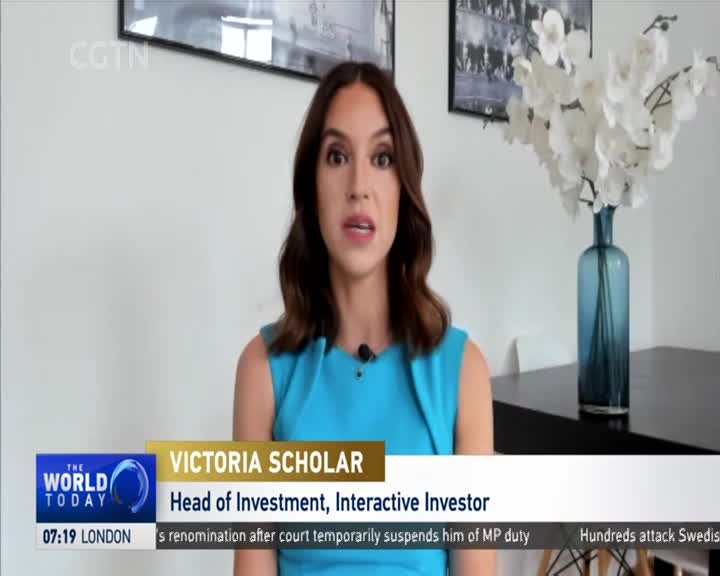 CGTN
VICTORIA SCHOLAR
THE
WORLD
TODAY
Head of Investment, Interactive Investor
07:19 LONDON
's renomination after court temporarily suspends him of MP duty Hundreds attack Swedis